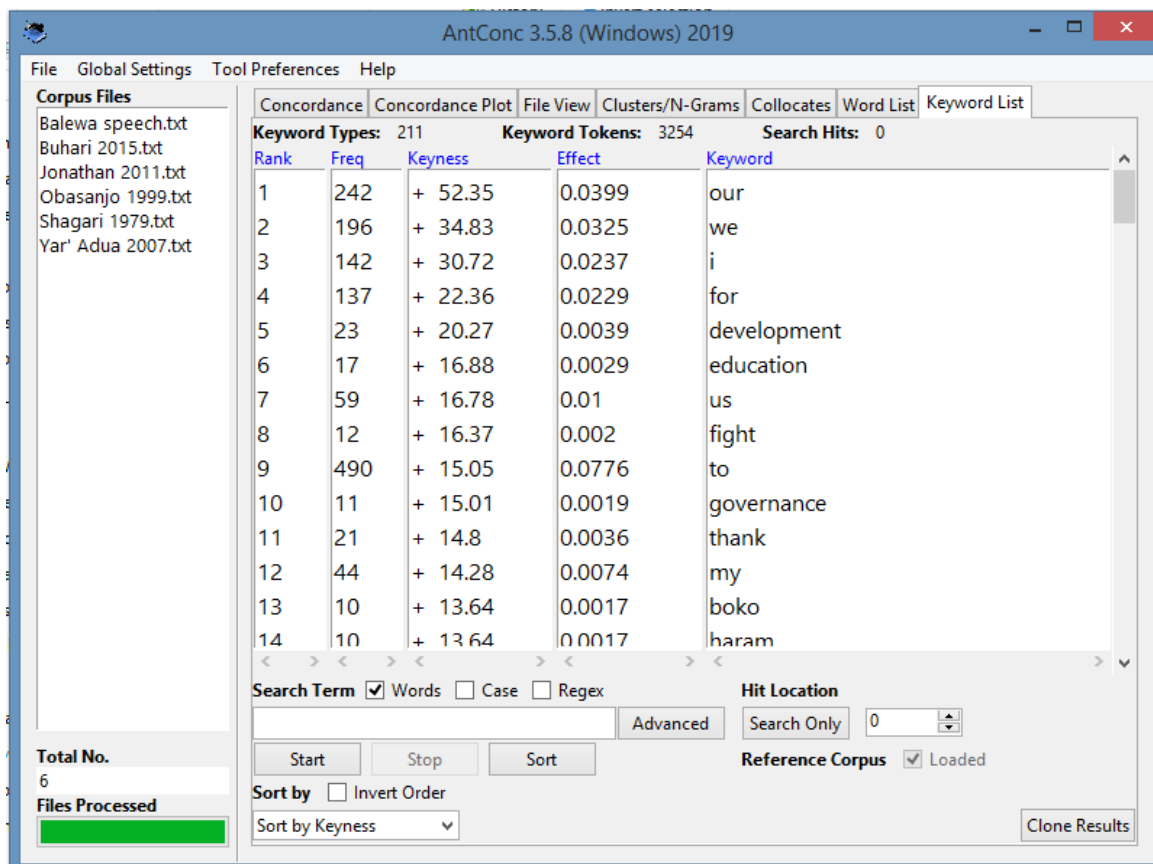 AntConc 3.5.8 (Windows) 2019
File Global Settings Tool Preferences Help
Corpus Files
Balewa speech.txt
Buhari 2015.txt
Jonathan 2011.txt
Obasanjo 1999.txt
Shagari 1979.txt
Yar' Adua 2007.txt
Total No.
6
Files Processed
Concordance Concordance Plot File View Clusters/N-Grams Collocates Word List Keyword List
Keyword Types: 211 Keyword Tokens: 3254 Search Hits: 0
Rank Freq Keyness Effect Keyword
1 242 + 52.35 0.0399 our
2 196 + 34.83 0.0325 we
3 142 + 30.72 0.0237 i
4 137 + 22.36 0.0229 for
5 23 + 20.27 0.0039 development
6 17 + 16.88 0.0029 education
7 59 + 16.78 0.01 us
8 12 + 16.37 0.002 fight
9 490 + 15.05 0.0776 to
10 11 + 15.01 0.0019 governance
11 21 + 14.8 0.0036 thank
12 44 + 14.28 0.0074 my
13 10 + 13.64 0.0017 boko
14 10 + 13.64 0.0017 haram
Search Term Words Case Regex Hit Location
Advanced Search Only 0
Start Stop Sort Reference Corpus Loaded
Sort by Invert Order
Sort by Keyness Clone Results